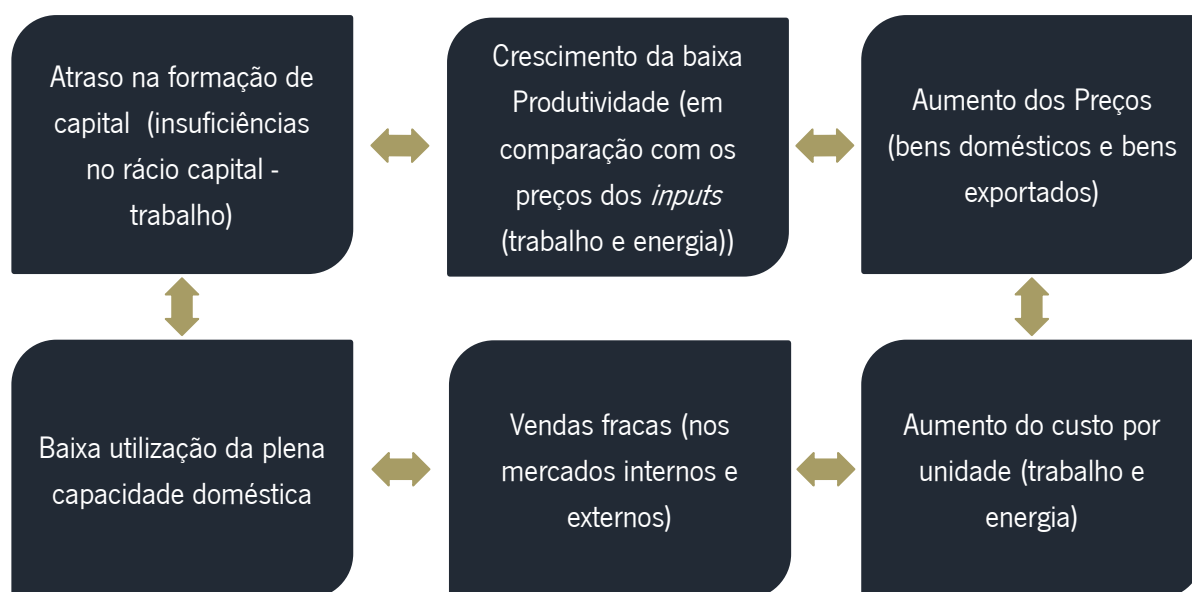 Atraso na formação de
capital (insuficiências
no rácio capital -
trabalho)
Crescimento da baixa
Produtividade (em
comparação com os
preços dos inputs
(trabalho e energia))
Aumento dos Preços
(bens domésticos e bens
exportados)
Baixa utilização da plena
capacidade doméstica
Vendas fracas (nos
mercados internos e
externos)
Aumento do custo por
unidade (trabalho e
energia)